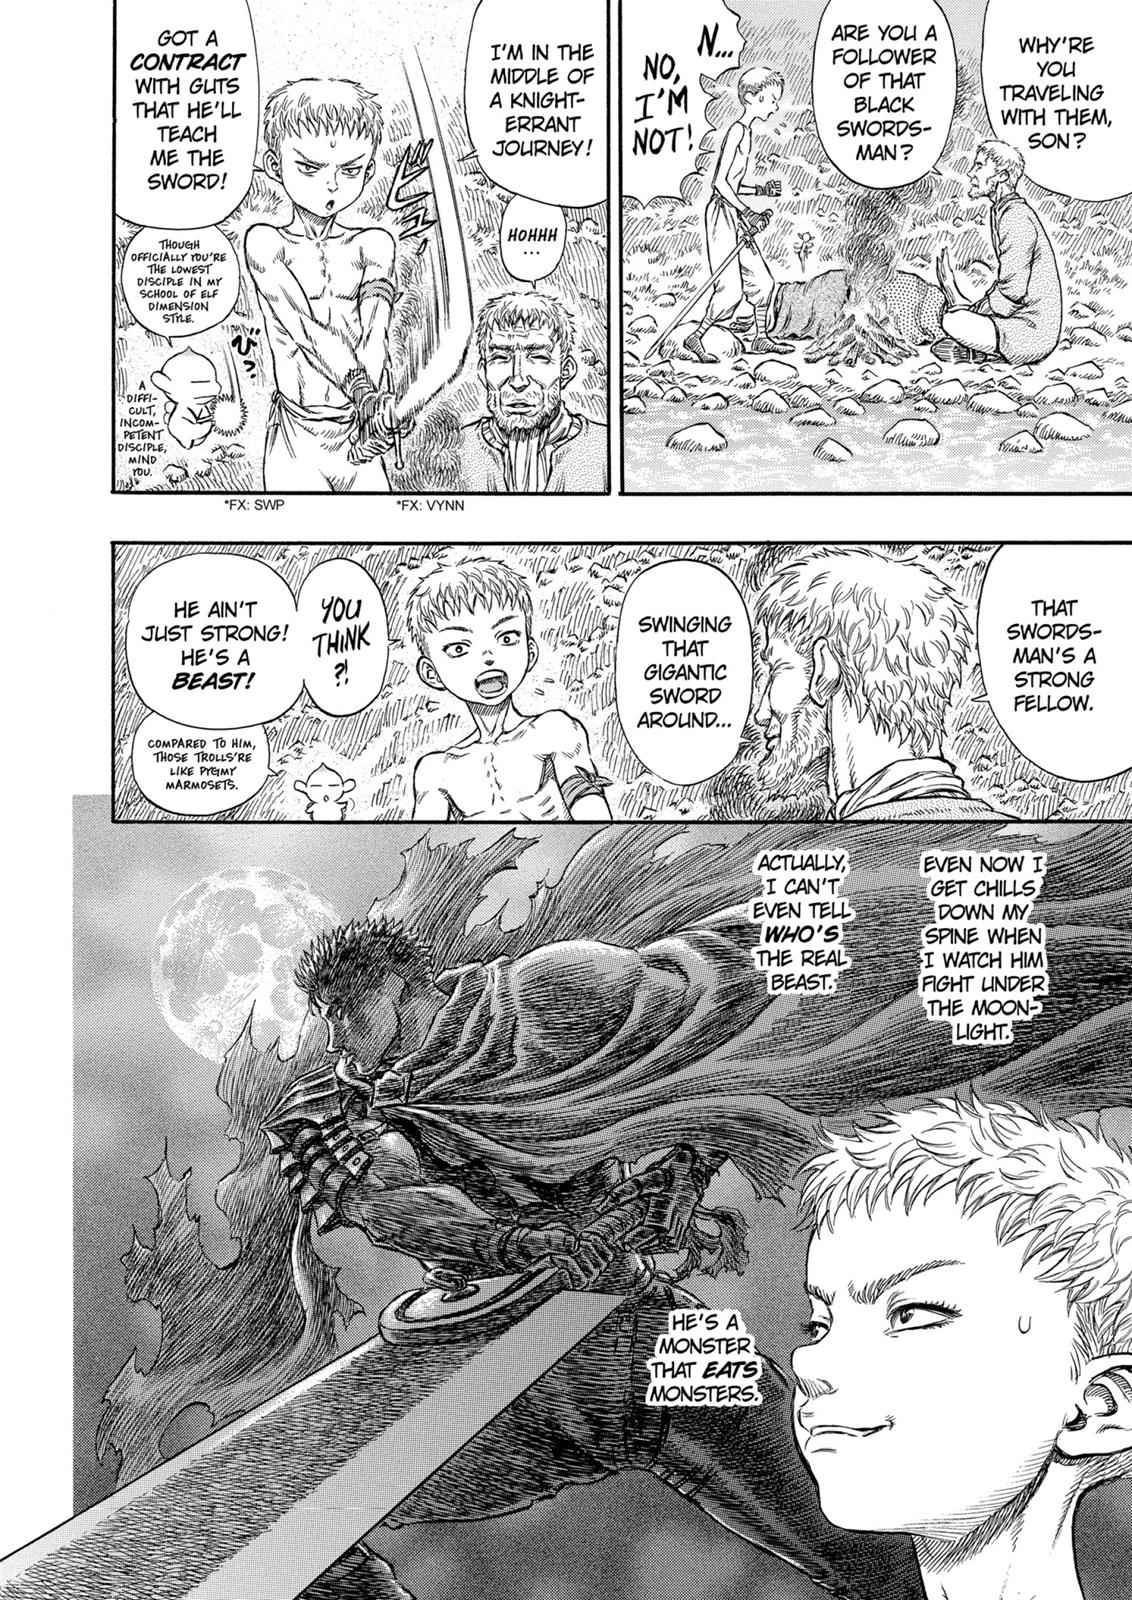 WHY'RE
YOU
TRAVELING
WITH THEM,
SON?
ARE YOU A
FOLLOWER
OF THAT
BLACK
SWORDS-
MAN?
N...
NO,
I'M
NOT!
I'M IN THE
MIDDLE OF
A KNIGHT-
ERRANT
JOURNEY!
HOHHH
...
GOT A
CONTRACT
WITH GUTS
THAT HE'LL
TEACH
ME THE
SWORD!
THOUGH
OFFICIALLY YOU'RE
THE LOWEST
DISCIPLE IN MY
SCHOOL OF ELF
DIMENSION
STYLE.
A
DIFFI-
CULT,
INCOM-
PETENT
DISCIPLE,
MIND
YOU.
ビュ
びっ
*FX: SWP
*FX: VYNN
THAT
SWORDS-
MAN'S A
STRONG
FELLOW.
SWINGING
THAT
GIGANTIC
SWORD
AROUND...
YOU
THINK
?!
HE AIN'T
JUST STRONG!
HE'S A
BEAST!
COMPARED TO HIM,
THOSE TROLLS'RE
LIKE PYGMY
MARMOSETS.
EVEN NOW I
GET CHILLS
DOWN MY
SPINE WHEN
I WATCH HIM
FIGHT UNDER
THE MOON-
LIGHT.
ACTUALLY,
I CAN'T
EVEN TELL
WHO'S
THE REAL
BEAST.
HE'S A
MONSTER
THAT EATS
MONSTERS.